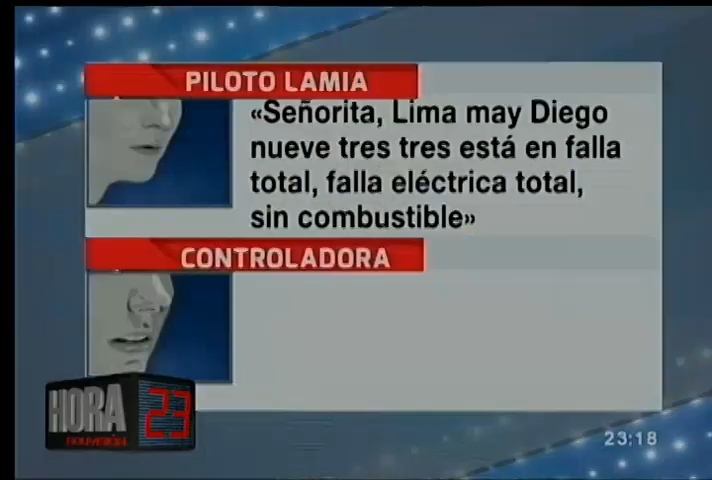 PILOTO LAMIA
«Señorita, Lima may Diego
nueve tres tres está en falla
total, falla eléctrica total,
sin combustible»
CONTROLADORA
HORA 23
BOLIVISIÓN
23:18